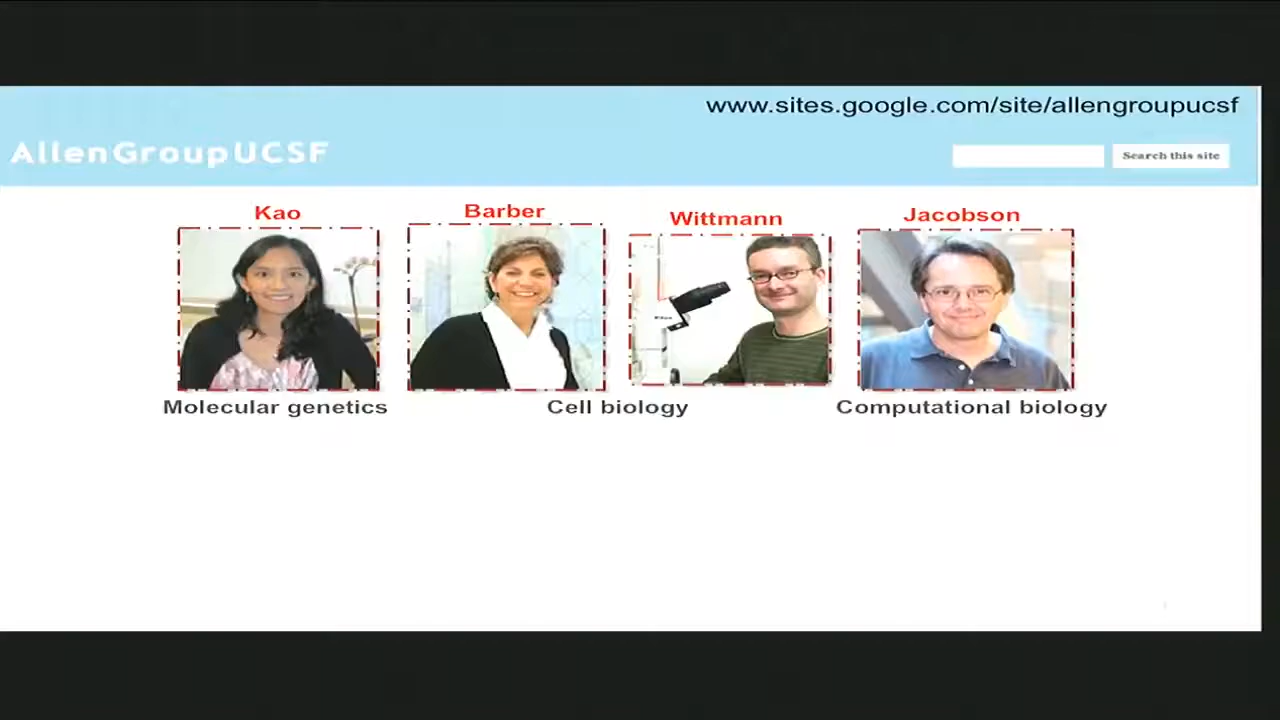 www.sites.google.com/site/allengroupucsf
AllenGroupUCSF
Search this site
Kao
Barber
Wittmann
Jacobson
Molecular genetics
Cell biology
Computational biology